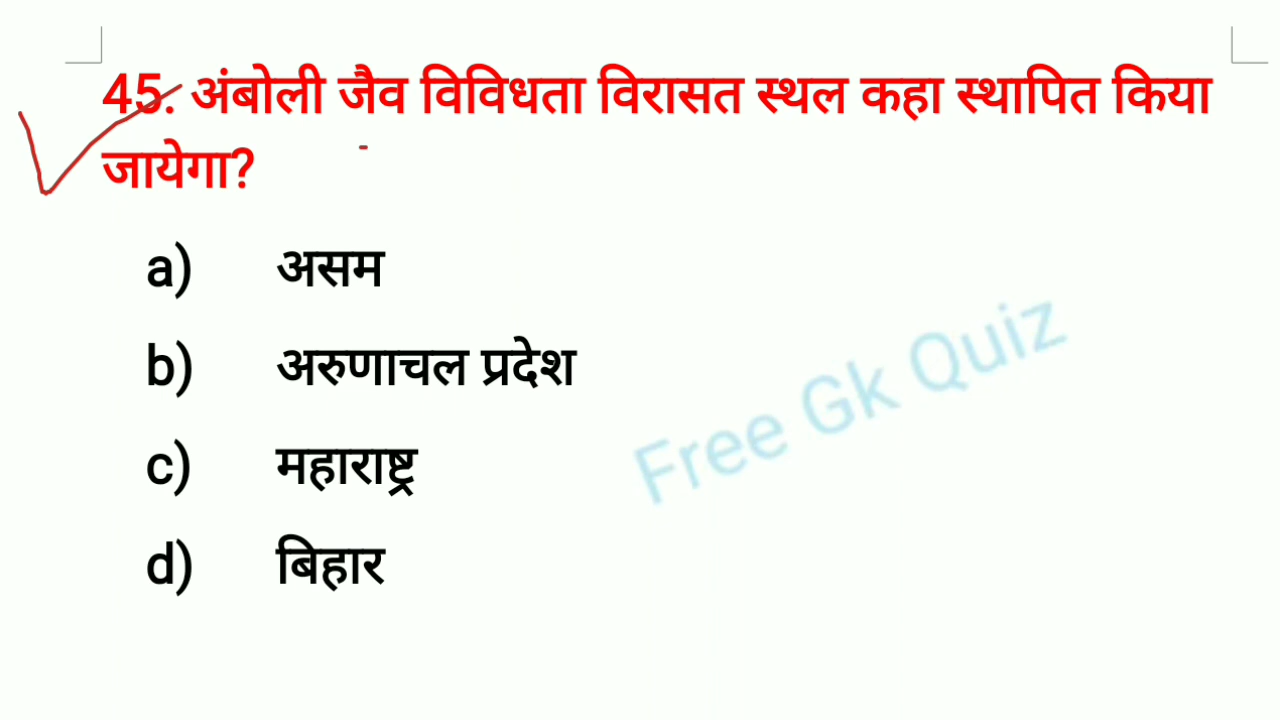 45. अंबोली जैव विविधता विरासत स्थल कहा स्थापित किया
जायेगा?
a) असम
b) अरुणाचल प्रदेश
c) महाराष्ट्र
d) बिहार
Free Gk Quiz